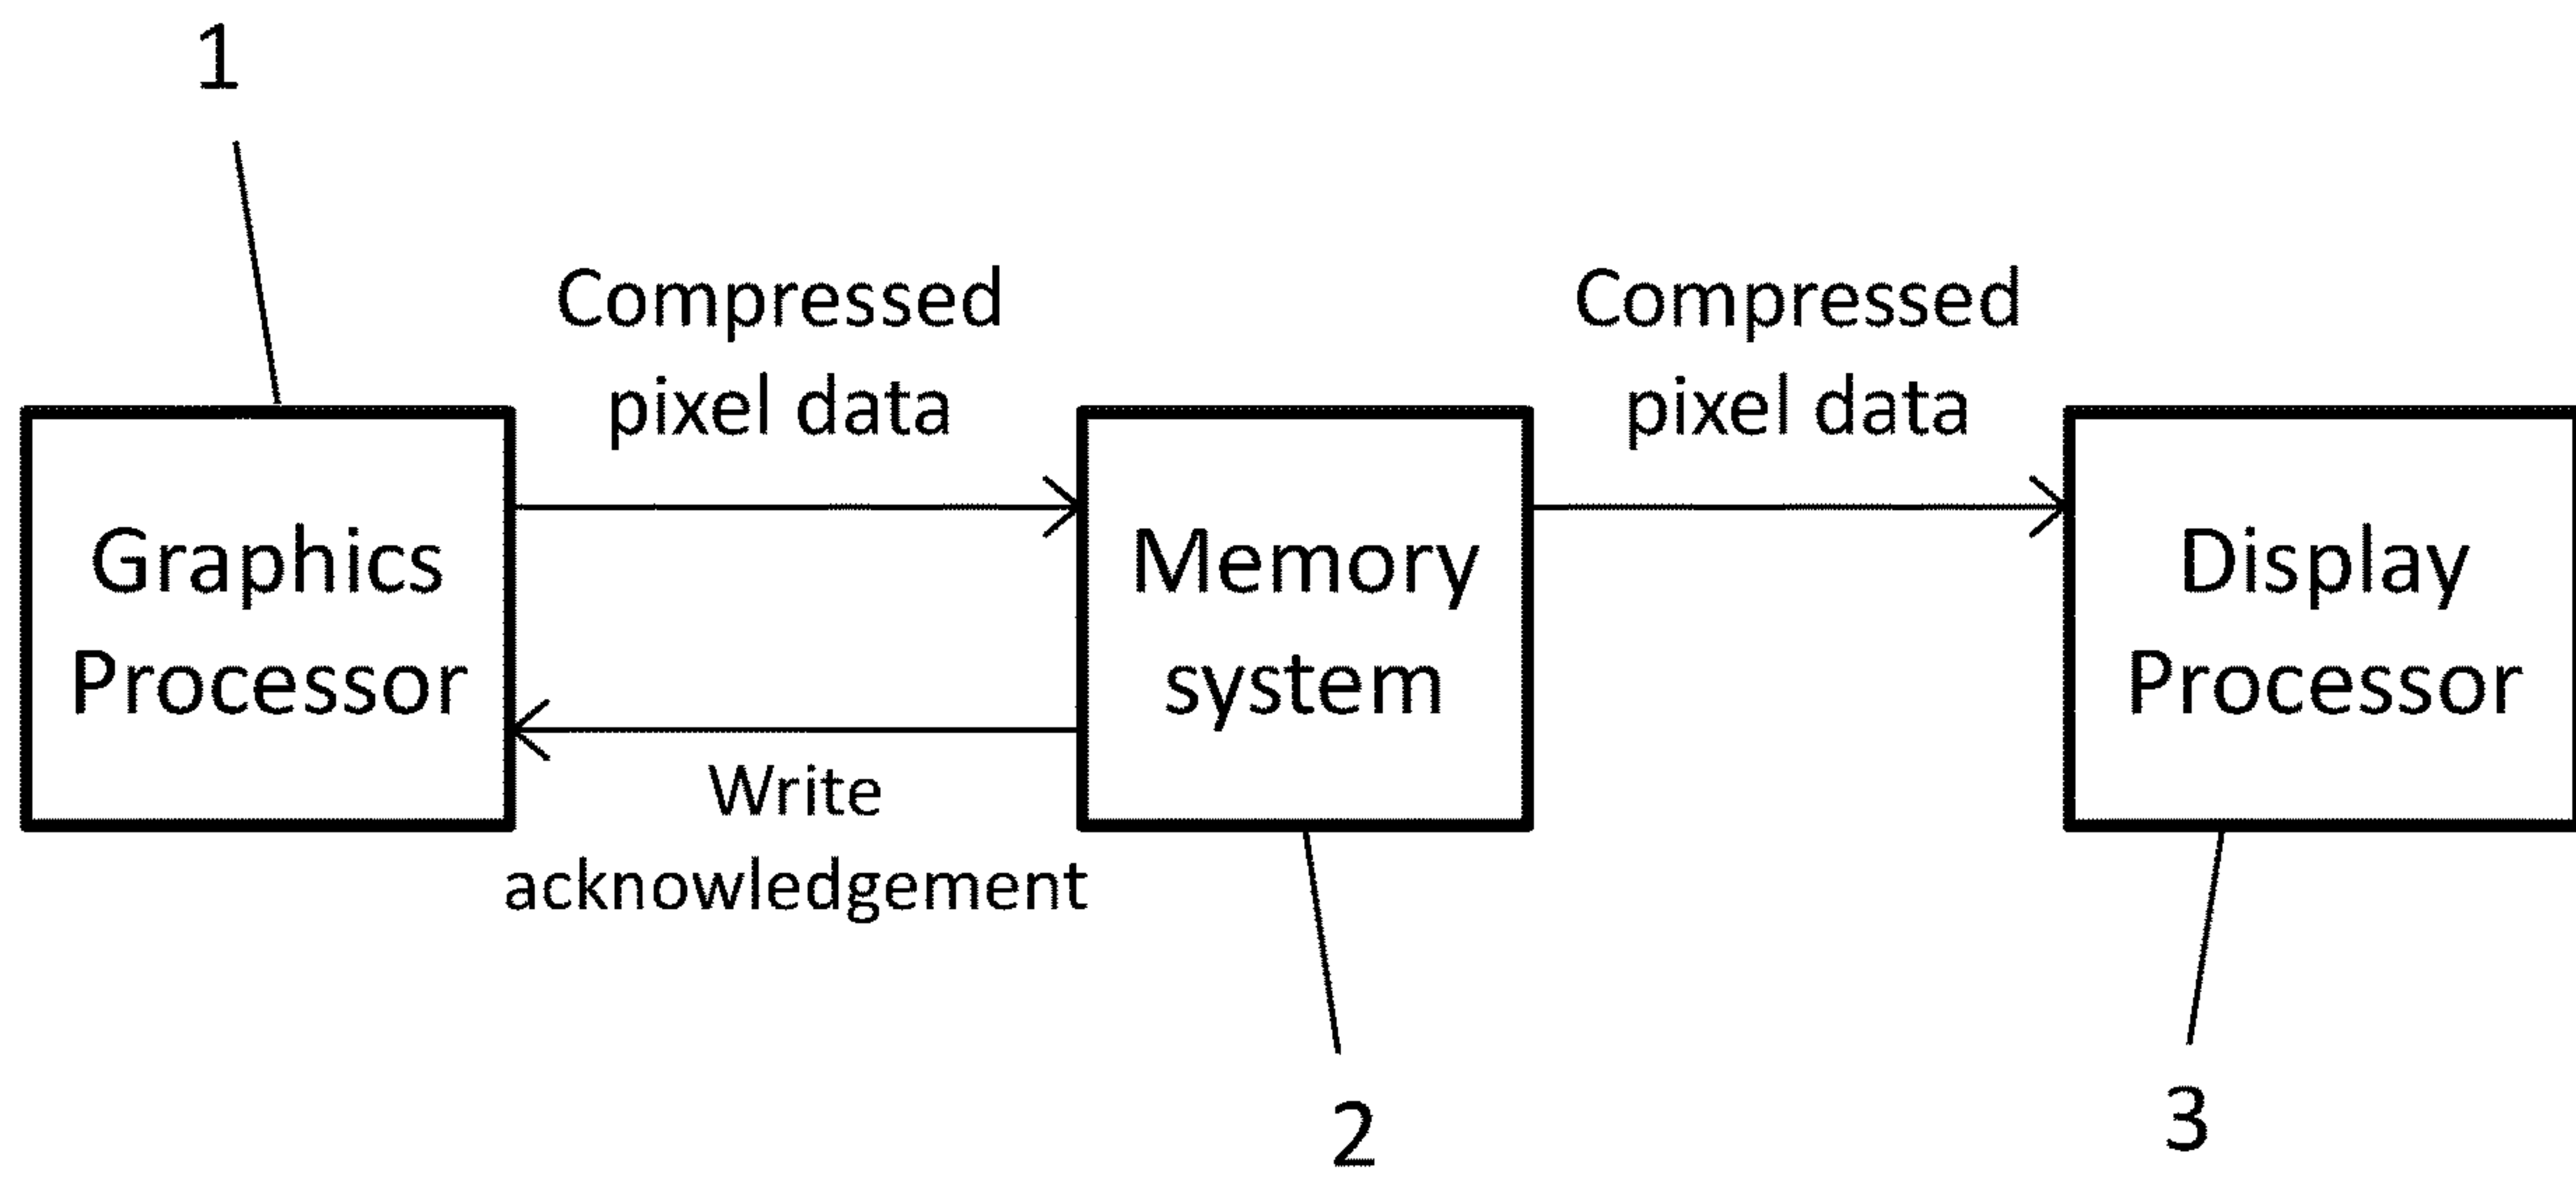 1
Compressed
pixel data
Compressed
pixel data
Graphics
Processor
Memory
system
Display
Processor
Write
acknowledgement
2
3